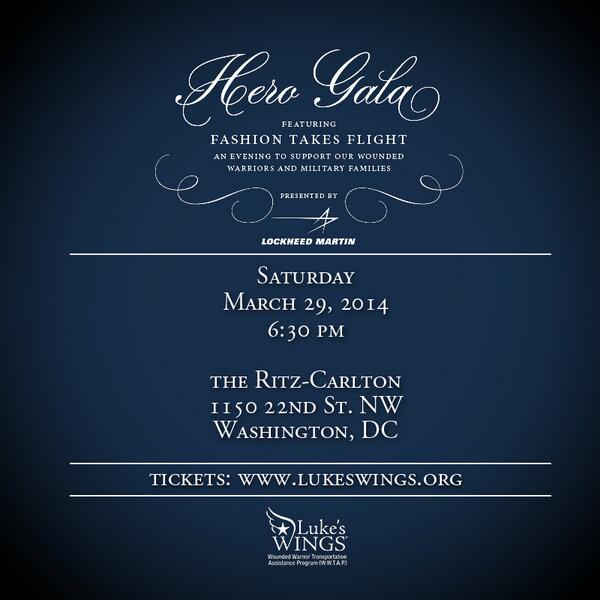 Hero Gala
FEATURING
FASHION TAKES FLIGHT
AN EVENING TO SUPPORT OUR WOUNDED
WARRIORS AND MILITARY FAMILIES
PRESENTED BY
LOCKHEED MARTIN
SATURDAY
MARCH 29, 2014
6:30 PM
THE RITZ-CARLTON
1150 22ND ST. NW
WASHINGTON, DC
TICKETS: WWW.LUKESWINGS.ORG
Luke's
WINGS
Wounded Warrior Transportation
Assistance Program (W.W.T.A.P.)